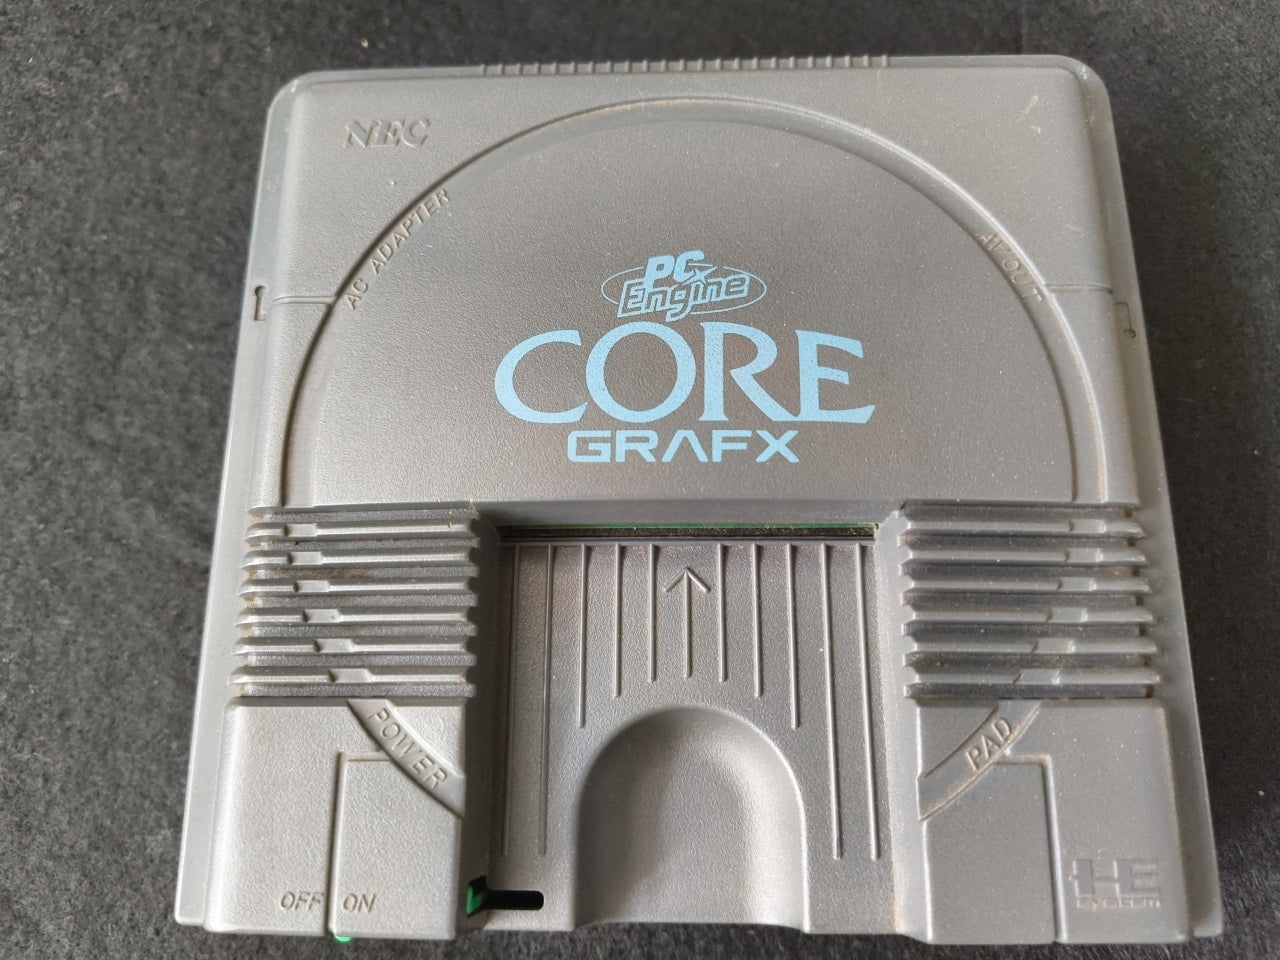 NEC
AC ADAPTER
AV OUT
PC
Engine
CORE
GRAFX
POWER
PAD
OFF ON
HE
SYSTEM